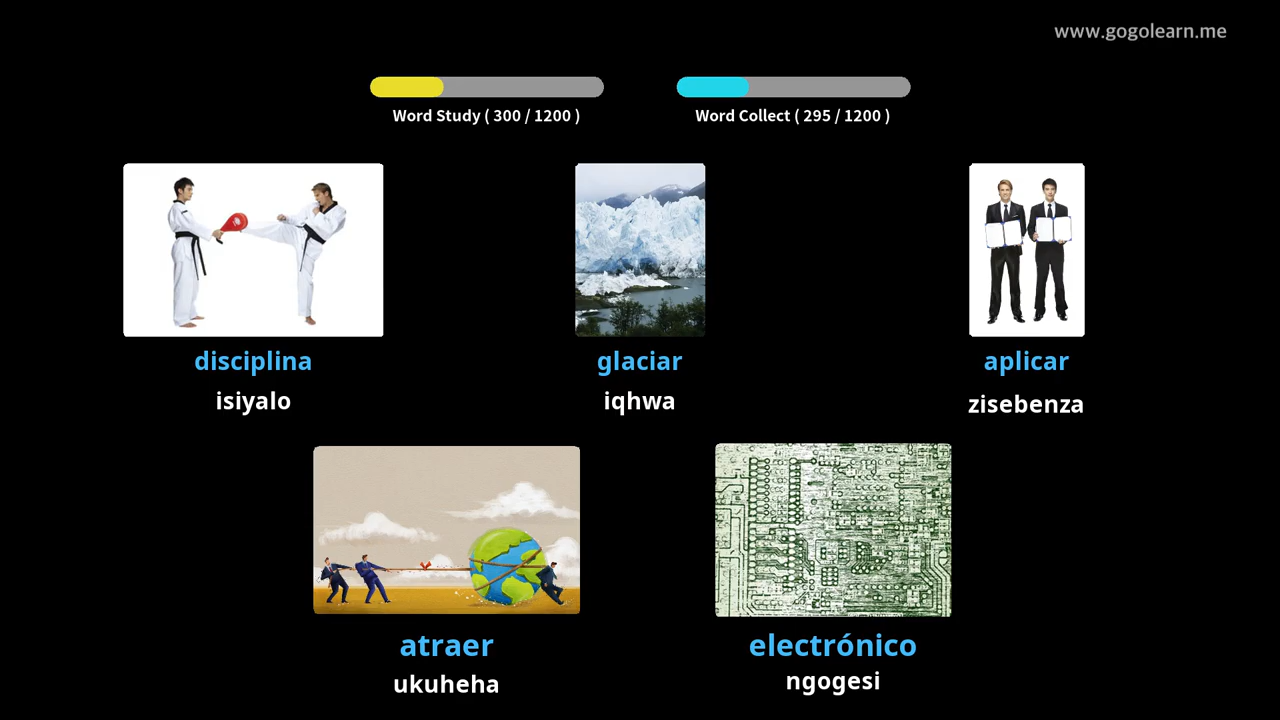 www.gogolearn.me
Word Study ( 300 / 1200 )
Word Collect ( 295 / 1200 )
disciplina
isiyalo
glaciar
iqhwa
aplicar
zisebenza
atraer
ukuheha
electrónico
ngogesi